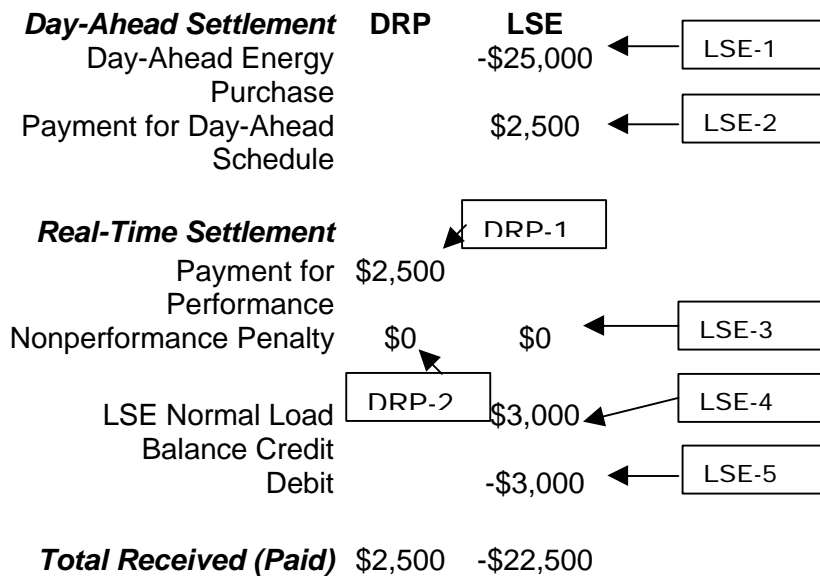 Day-Ahead Settlement DRP LSE
Day-Ahead Energy -$25,000 LSE-1
Purchase
Payment for Day-Ahead $2,500 LSE-2
Schedule
Real-Time Settlement DRP-1
Payment for $2,500
Performance
Nonperformance Penalty $0 $0 LSE-3
LSE Normal Load DRP-2 $3,000 LSE-4
Balance Credit
Debit -$3,000 LSE-5
Total Received (Paid) $2,500 -$22,500